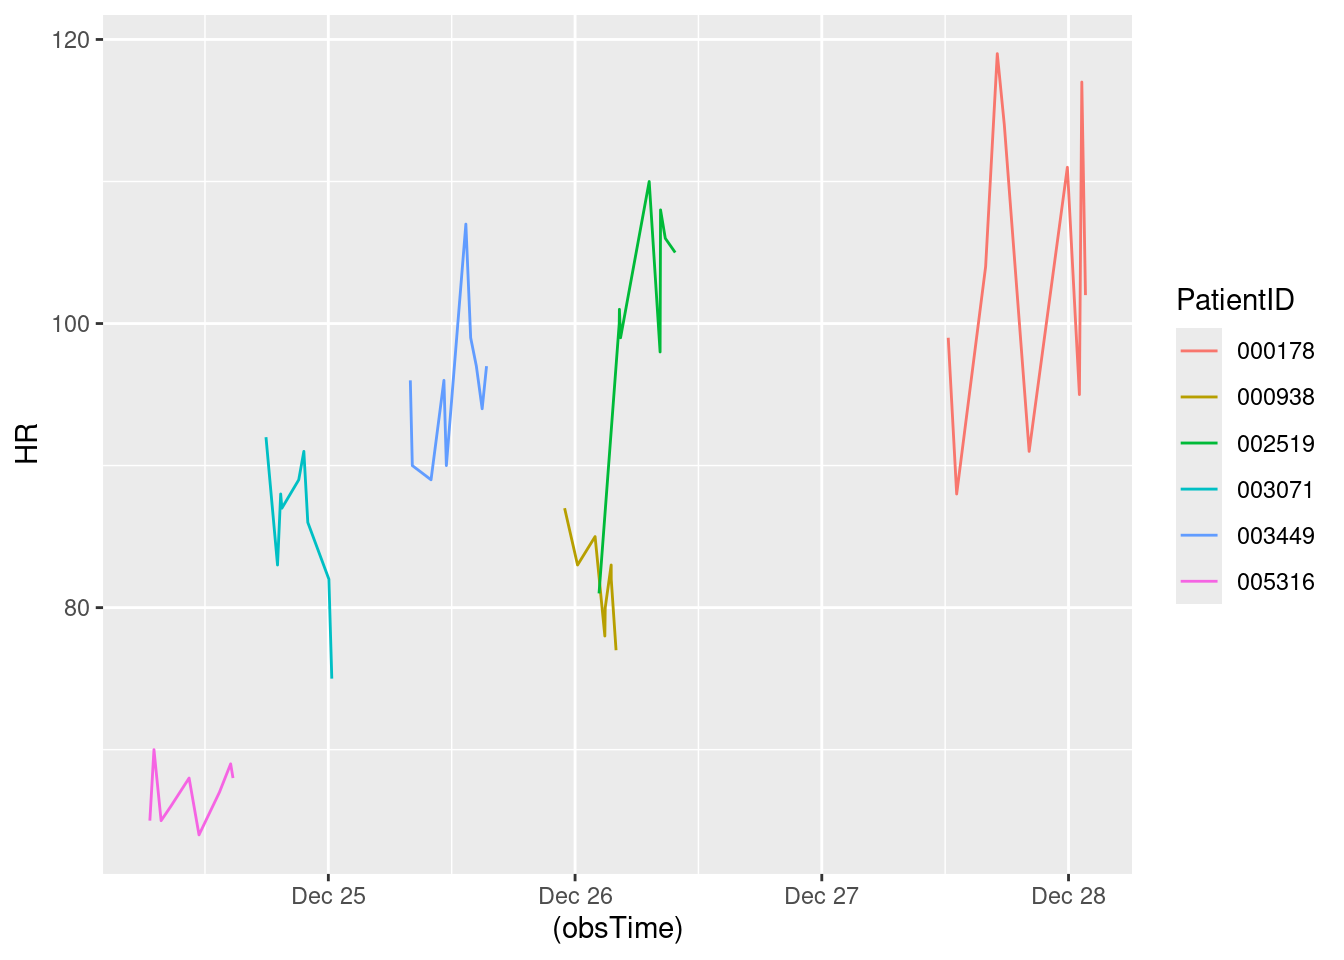 120
100
80
HR
Dec 25
Dec 26
Dec 27
Dec 28
(obsTime)
PatientID
000178
000938
002519
003071
003449
005316